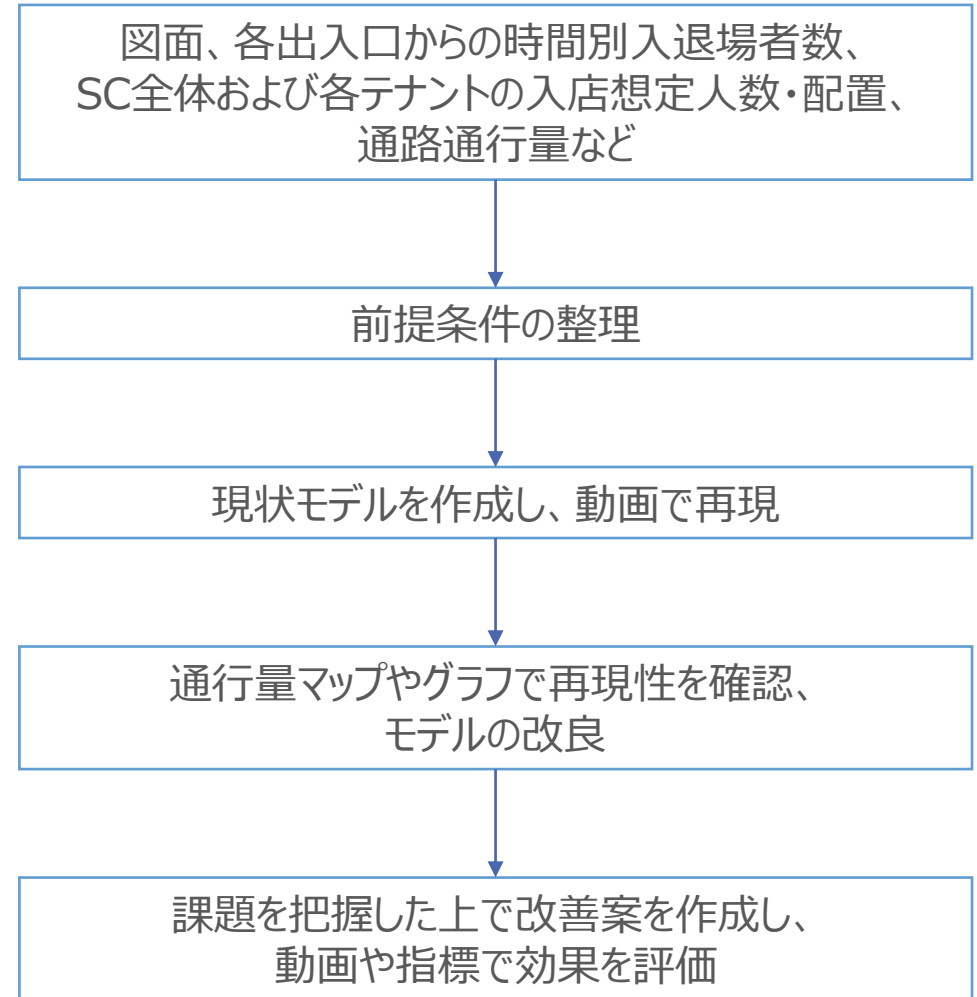 図面、各出入口からの時間別入退場者数、
SC全体および各テナントの入店想定人数・配置、
通路通行量など
前提条件の整理
現状モデルを作成し、動画で再現
通行量マップやグラフで再現性を確認、
モデルの改良
課題を把握した上で改善案を作成し、
動画や指標で効果を評価